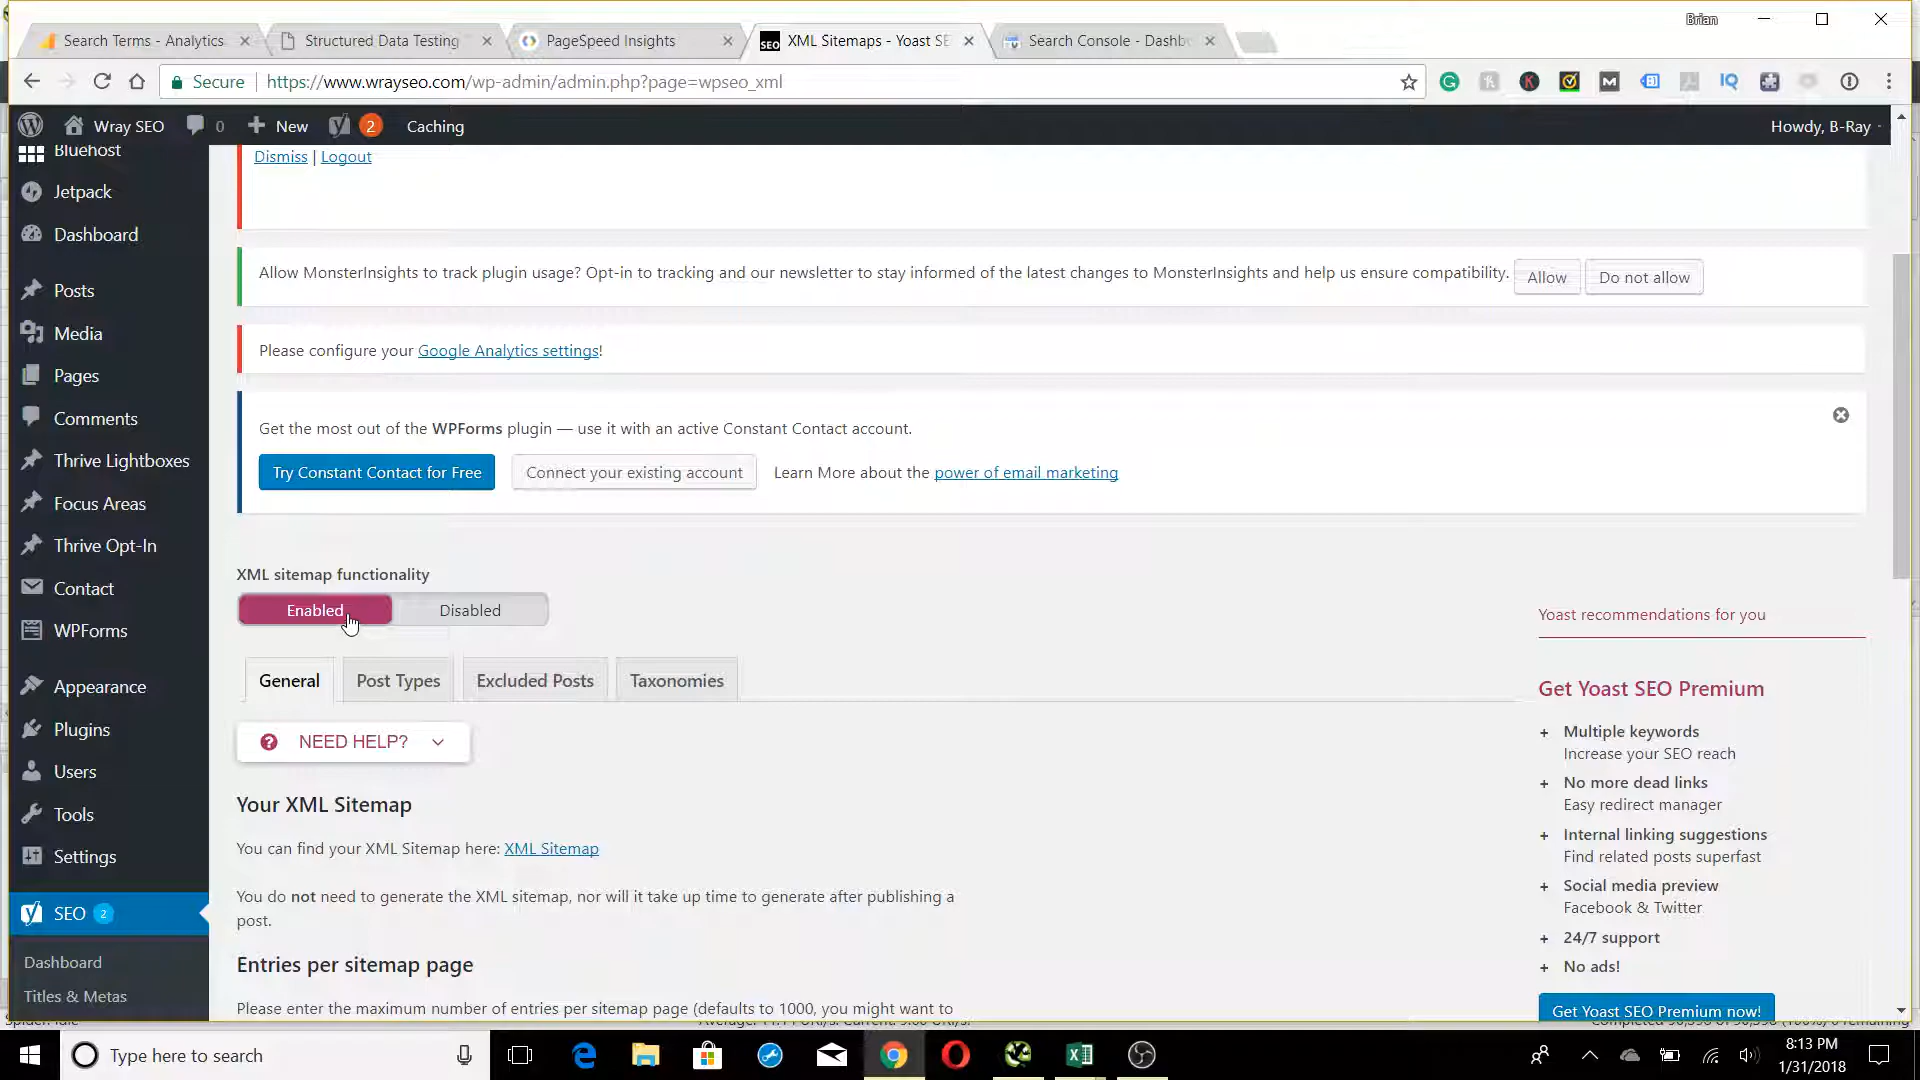 Brian
Search Terms - Analytics
Structured Data Testing
PageSpeed Insights
SEO XML Sitemaps - Yoast SE
Search Console - Dashb
Secure https://www.wrayseo.com/wp-admin/admin.php?page=wpseo_xml
IQ
Wray SEO 0 New 2 Caching Howdy, B-Ray
Bluehost
Jetpack
Dashboard
Posts
Media
Pages
Comments
Thrive Lightboxes
Focus Areas
Thrive Opt-In
Contact
WPForms
Appearance
Plugins
Users
Tools
Settings
SEO 2
Dashboard
Titles & Metas
Dismiss | Logout
Allow MonsterInsights to track plugin usage? Opt-in to tracking and our newsletter to stay informed of the latest changes to MonsterInsights and help us ensure compatibility. Allow Do not allow
Please configure your Google Analytics settings!
Get the most out of the WPForms plugin — use it with an active Constant Contact account.
Try Constant Contact for Free Connect your existing account Learn More about the power of email marketing
XML sitemap functionality
Enabled Disabled
General Post Types Excluded Posts Taxonomies
NEED HELP?
Your XML Sitemap
You can find your XML Sitemap here: XML Sitemap
You do not need to generate the XML sitemap, nor will it take up time to generate after publishing a
post.
Entries per sitemap page
Please enter the maximum number of entries per sitemap page (defaults to 1000, you might want to
Yoast recommendations for you
Get Yoast SEO Premium
+ Multiple keywords
Increase your SEO reach
+ No more dead links
Easy redirect manager
+ Internal linking suggestions
Find related posts superfast
+ Social media preview
Facebook & Twitter
+ 24/7 support
+ No ads!
Get Yoast SEO Premium now!
Type here to search
8:13 PM
1/31/2018